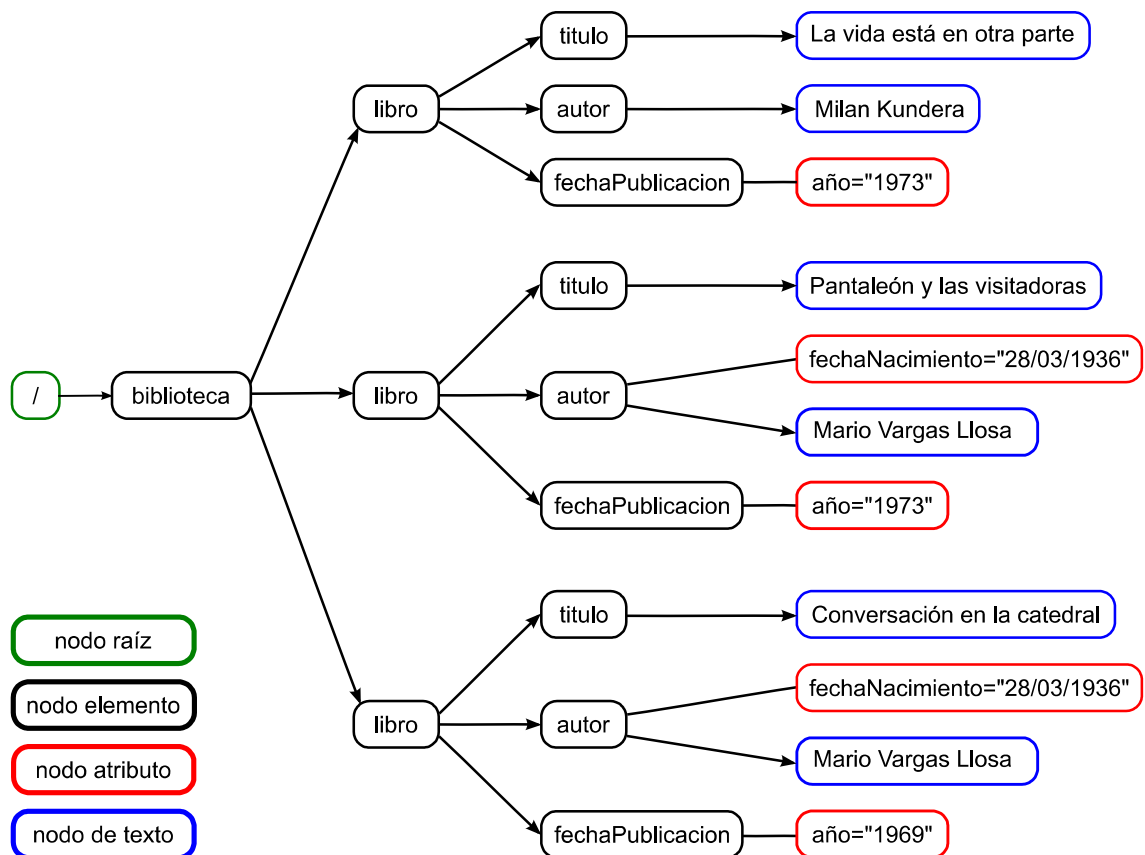 titulo
La vida está en otra parte
libro
autor
Milan Kundera
fechaPublicacion
año="1973"
titulo
Pantaleón y las visitadoras
fechaNacimiento="28/03/1936"
/
biblioteca
libro
autor
Mario Vargas Llosa
fechaPublicacion
año="1973"
titulo
Conversación en la catedral
fechaNacimiento="28/03/1936"
libro
autor
Mario Vargas Llosa
fechaPublicacion
año="1969"
nodo raíz
nodo elemento
nodo atributo
nodo de texto